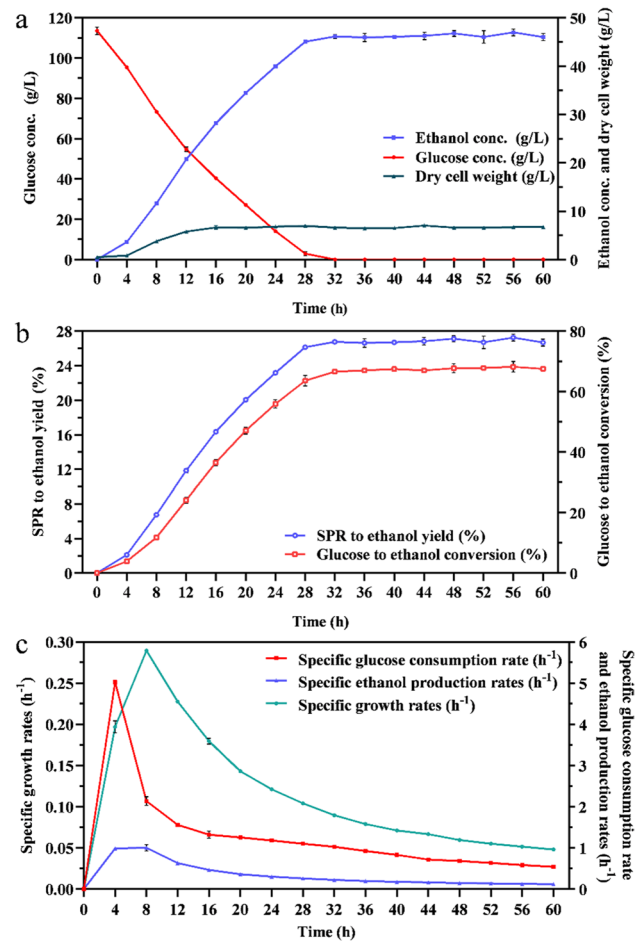 a
120
100
80
60
40
20
0
Glucose conc. (g/L)
50
40
30
20
10
0
Ethanol conc. and dry cell weight (g/L)
Ethanol conc. (g/L)
Glucose conc. (g/L)
Dry cell weight (g/L)
0 4 8 12 16 20 24 28 32 36 40 44 48 52 56 60
Time (h)
b
28
24
20
16
12
8
4
0
SPR to ethanol yield (%)
80
60
40
20
0
Glucose to ethanol conversion (%)
SPR to ethanol yield (%)
Glucose to ethanol conversion (%)
0 4 8 12 16 20 24 28 32 36 40 44 48 52 56 60
Time (h)
c
0.30
0.25
0.20
0.15
0.10
0.05
0.00
Specific growth rates (h⁻¹)
6
5
4
3
2
1
0
Specific glucose consumption rate
and ethanol production rates (h⁻¹)
Specific glucose consumption rate (h⁻¹)
Specific ethanol production rates (h⁻¹)
Specific growth rates (h⁻¹)
0 4 8 12 16 20 24 28 32 36 40 44 48 52 56 60
Time (h)